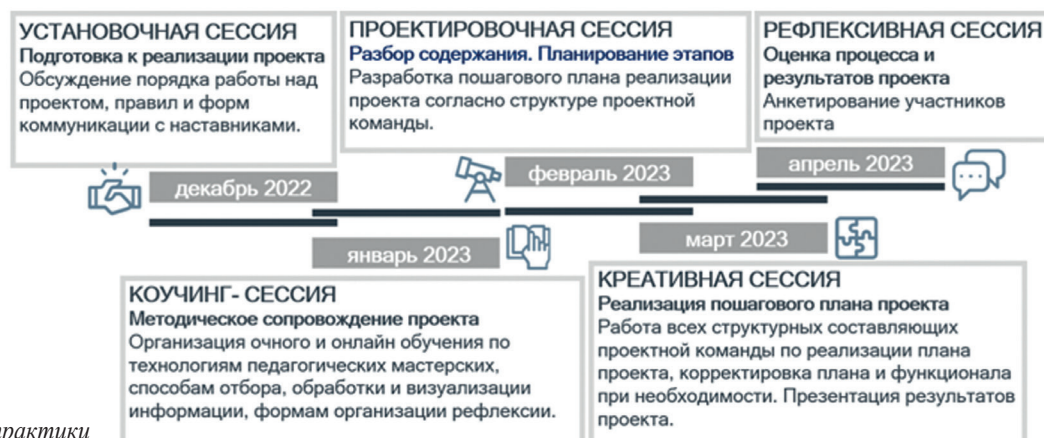 УСТАНОВОЧНАЯ СЕССИЯ
Подготовка к реализации проекта
Обсуждение порядка работы над
проектом, правил и форм
коммуникации с наставниками.
ПРОЕКТИРОВОЧНАЯ СЕССИЯ
Разбор содержания. Планирование этапов
Разработка пошагового плана реализации
проекта согласно структуре проектной
команды.
РЕФЛЕКСИВНАЯ СЕССИЯ
Оценка процесса и
результатов проекта
Анкетирование участников
проекта
декабрь 2022
февраль 2023
апрель 2023
январь 2023
март 2023
КОУЧИНГ- СЕССИЯ
Методическое сопровождение проекта
Организация очного и онлайн обучения по
технологиям педагогических мастерских,
способам отбора, обработки и визуализации
информации, формам организации рефлексии.
КРЕАТИВНАЯ СЕССИЯ
Реализация пошагового плана проекта
Работа всех структурных составляющих
проектной команды по реализации плана
проекта, корректировка плана и функционала
при необходимости. Презентация результатов
проекта.
практики